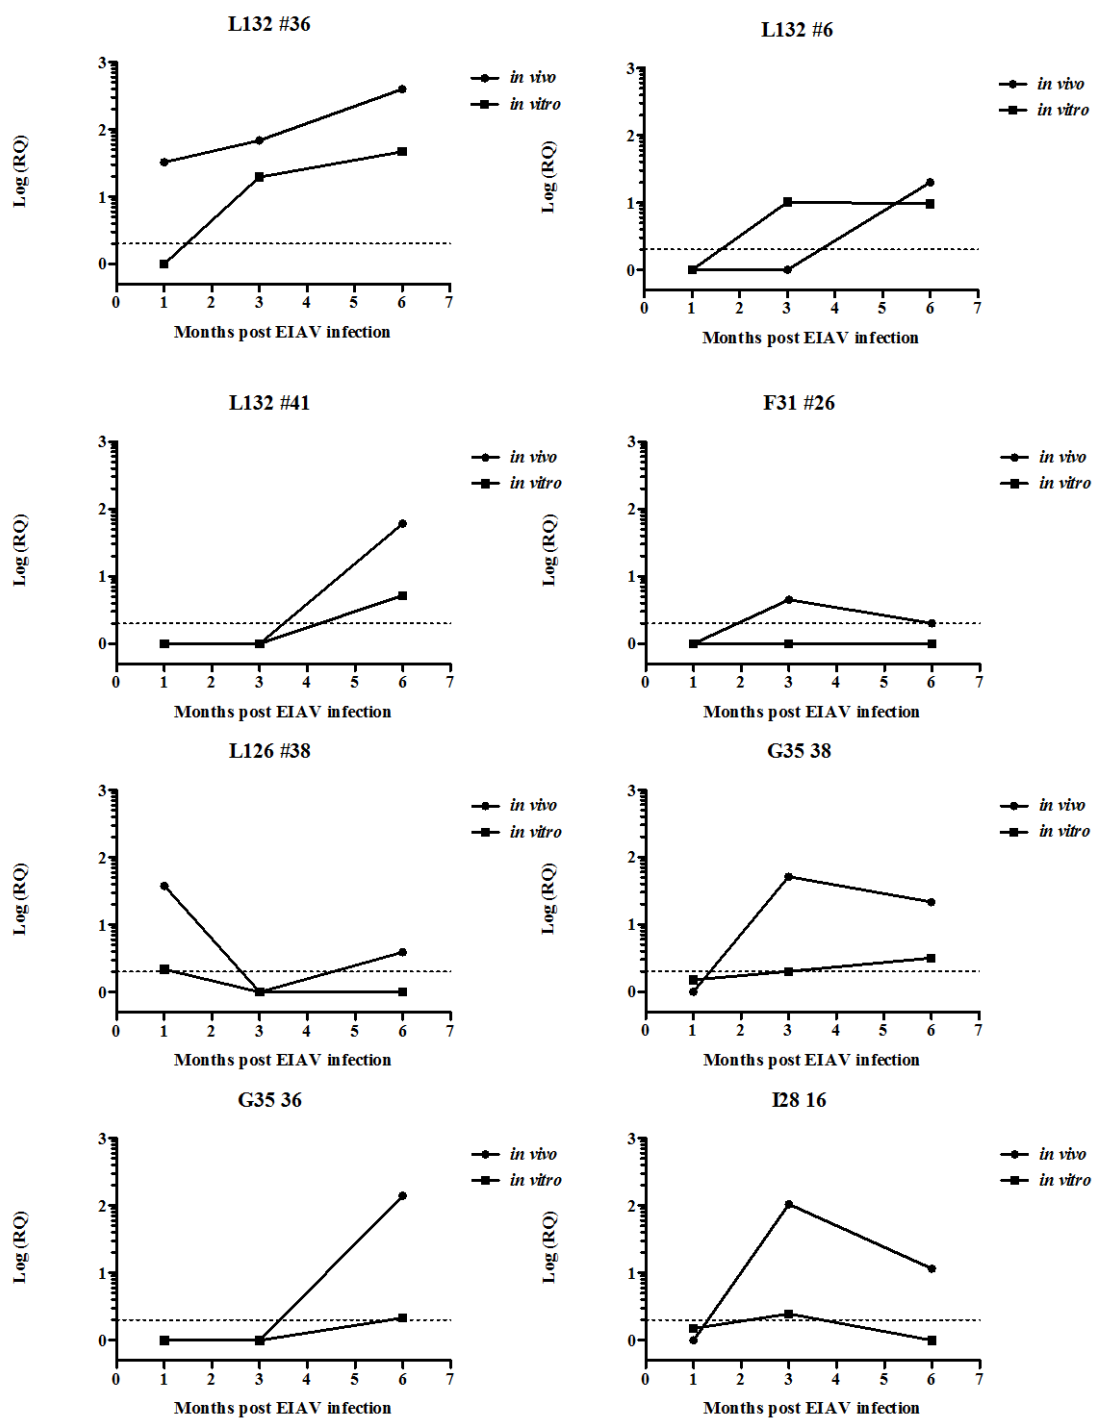 L132 #36
3
2
1
0
Log (RQ)
in vivo
in vitro
0 1 2 3 4 5 6 7
Months post EIAV infection
L132 #6
3
2
1
0
Log (RQ)
in vivo
in vitro
0 1 2 3 4 5 6 7
Months post EIAV infection
L132 #41
3
2
1
0
Log (RQ)
in vivo
in vitro
0 1 2 3 4 5 6 7
Months post EIAV infection
F31 #26
3
2
1
0
Log (RQ)
in vivo
in vitro
0 1 2 3 4 5 6 7
Months post EIAV infection
L126 #38
3
2
1
0
Log (RQ)
in vivo
in vitro
0 1 2 3 4 5 6 7
Months post EIAV infection
G35 38
3
2
1
0
Log (RQ)
in vivo
in vitro
0 1 2 3 4 5 6 7
Months post EIAV infection
G35 36
3
2
1
0
Log (RQ)
in vivo
in vitro
0 1 2 3 4 5 6 7
Months post EIAV infection
I28 16
3
2
1
0
Log (RQ)
in vivo
in vitro
0 1 2 3 4 5 6 7
Months post EIAV infection